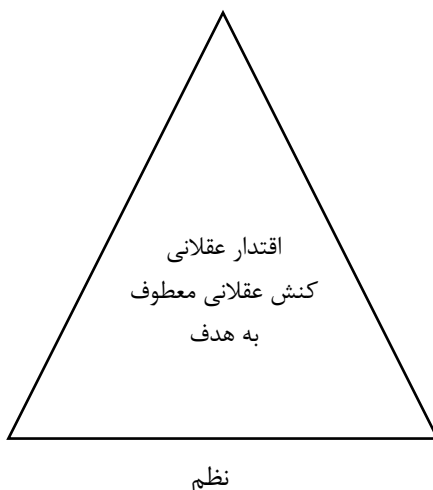 اقتدار عقلانی
کنش عقلانی معطوف
به هدف
نظم